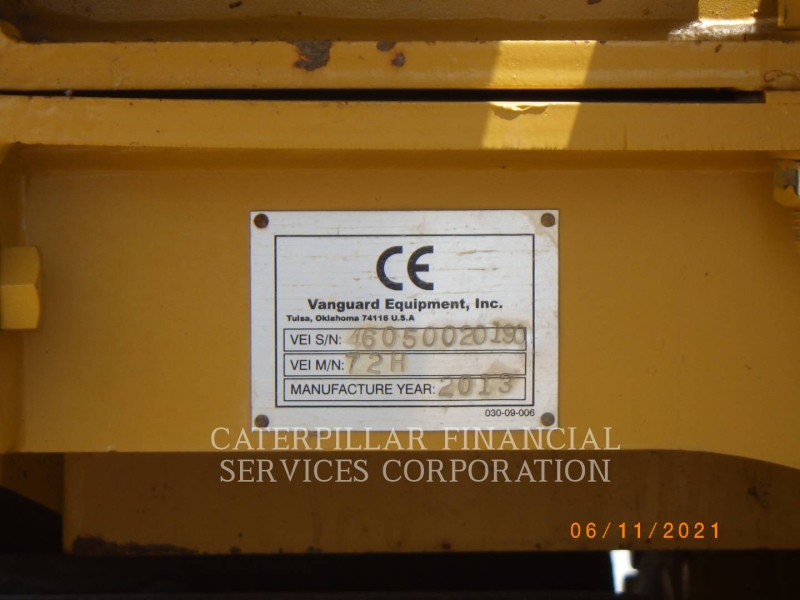 CE
Vanguard Equipment, Inc.
Tulsa, Oklahoma 74116 U.S.A
VEI S/N: 46050020190
VEI M/N: 72H
MANUFACTURE YEAR: 2013
030-09-006
CATERPILLAR FINANCIAL
SERVICES CORPORATION
06/11/2021